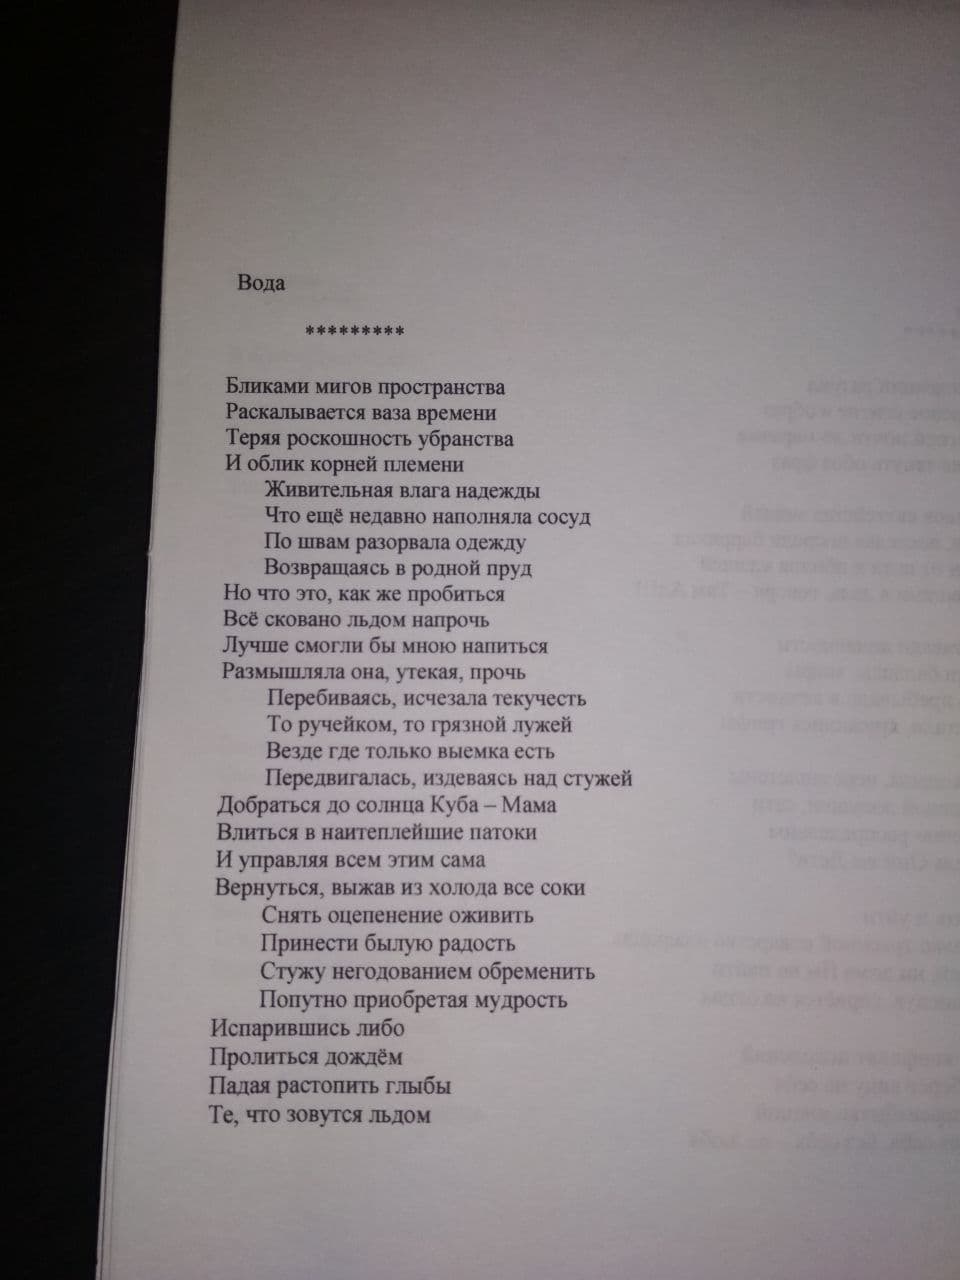 Вода
*********
Бликами мигов пространства
Раскалывается ваза времени
Теряя роскошность убранства
И облик корней племени
Живительная влага надежды
Что ещё недавно наполняла сосуд
По швам разорвала одежду
Возвращаясь в родной пруд
Но что это, как же пробиться
Всё сковано льдом напрочь
Лучше смогли бы мною напиться
Размышляла она, утекая, прочь
Перебиваясь, исчезала текучесть
То ручейком, то грязной лужей
Везде где только выемка есть
Передвигалась, издеваясь над стужей
Добраться до солнца Куба – Мама
Влиться в наитеплейшие патоки
И управляя всем этим сама
Вернуться, выжав из холода все соки
Снять оцепенение оживить
Принести былую радость
Стужу негодованием обременить
Попутно приобретая мудрость
Испарившись либо
Пролиться дождём
Падая растопить глыбы
Те, что зовутся льдом